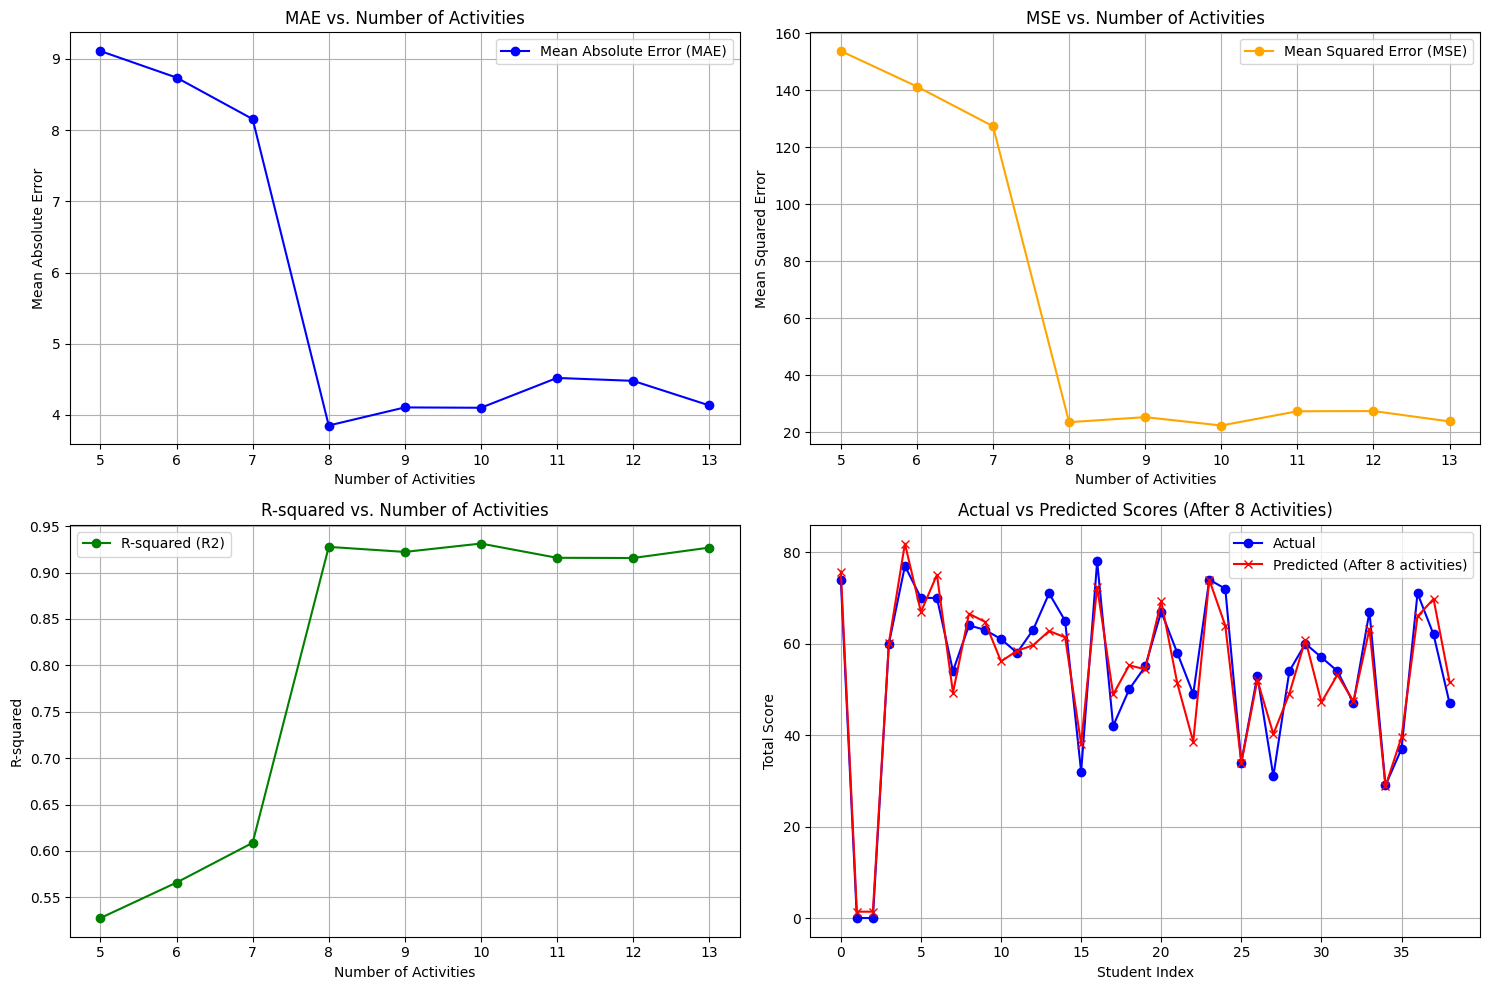 MAE vs. Number of Activities
Mean Absolute Error (MAE)
Mean Absolute Error
9
8
7
6
5
4
5 6 7 8 9 10 11 12 13
Number of Activities
MSE vs. Number of Activities
Mean Squared Error (MSE)
Mean Squared Error
160
140
120
100
80
60
40
20
5 6 7 8 9 10 11 12 13
Number of Activities
R-squared vs. Number of Activities
R-squared (R2)
R-squared
0.95
0.90
0.85
0.80
0.75
0.70
0.65
0.60
0.55
5 6 7 8 9 10 11 12 13
Number of Activities
Actual vs Predicted Scores (After 8 Activities)
Actual
Predicted (After 8 activities)
Total Score
80
60
40
20
0
0 5 10 15 20 25 30 35
Student Index